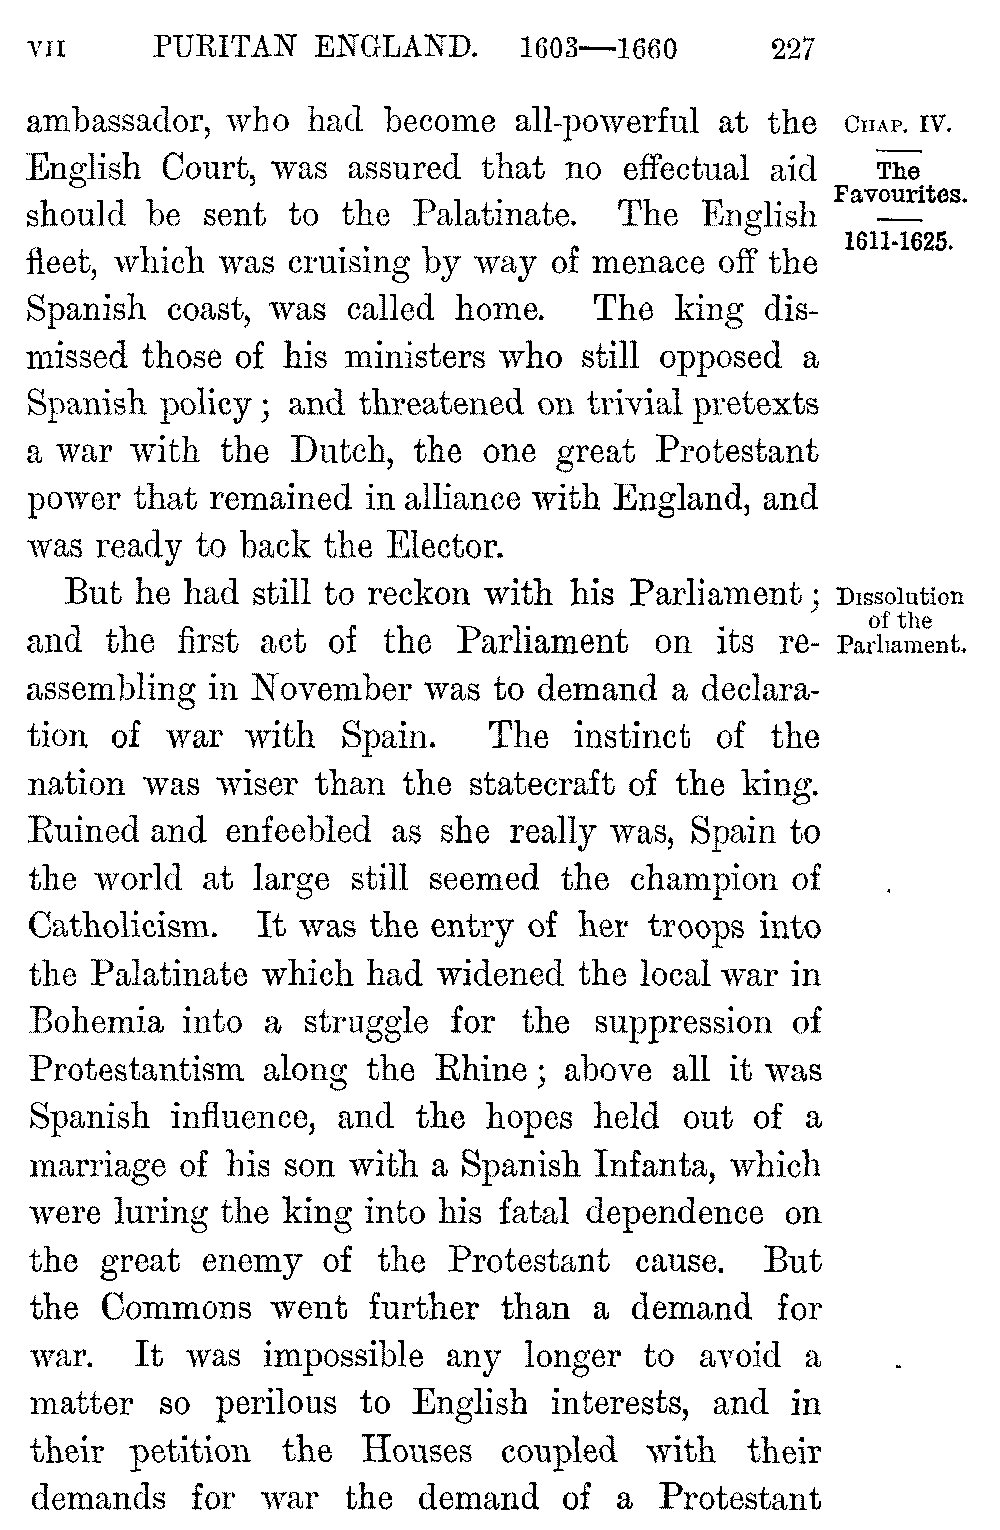 VII PURITAN ENGLAND. 1603—1660 227
ambassador, who had become all-powerful at the
English Court, was assured that no effectual aid
should be sent to the Palatinate. The English
fleet, which was cruising by way of menace off the
Spanish coast, was called home. The king dis-
missed those of his ministers who still opposed a
Spanish policy; and threatened on trivial pretexts
a war with the Dutch, the one great Protestant
power that remained in alliance with England, and
was ready to back the Elector.
But he had still to reckon with his Parliament;
and the first act of the Parliament on its re-
assembling in November was to demand a declara-
tion of war with Spain. The instinct of the
nation was wiser than the statecraft of the king.
Ruined and enfeebled as she really was, Spain to
the world at large still seemed the champion of
Catholicism. It was the entry of her troops into
the Palatinate which had widened the local war in
Bohemia into a struggle for the suppression of
Protestantism along the Rhine; above all it was
Spanish influence, and the hopes held out of a
marriage of his son with a Spanish Infanta, which
were luring the king into his fatal dependence on
the great enemy of the Protestant cause. But
the Commons went further than a demand for
war. It was impossible any longer to avoid a
matter so perilous to English interests, and in
their petition the Houses coupled with their
demands for war the demand of a Protestant
CHAP. IV.
The
Favourites.
1611-1625.
Dissolution
of the
Parliament.